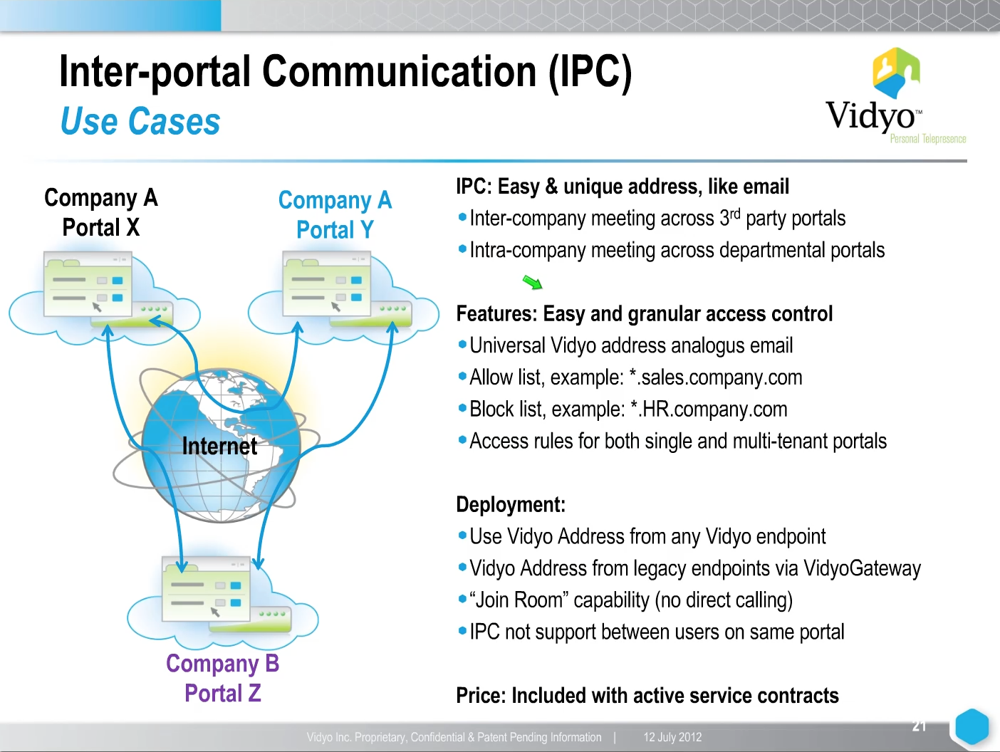 Inter-portal Communication (IPC)
Use Cases
Vidyo™
Personal Telepresence
Company A
Portal X
Company A
Portal Y
Internet
Company B
Portal Z
IPC: Easy & unique address, like email
•Inter-company meeting across 3rd party portals
•Intra-company meeting across departmental portals
Features: Easy and granular access control
•Universal Vidyo address analogus email
•Allow list, example: *.sales.company.com
•Block list, example: *.HR.company.com
•Access rules for both single and multi-tenant portals
Deployment:
•Use Vidyo Address from any Vidyo endpoint
•Vidyo Address from legacy endpoints via VidyoGateway
•“Join Room” capability (no direct calling)
•IPC not support between users on same portal
Price: Included with active service contracts
Vidyo Inc. Proprietary, Confidential & Patent Pending Information | 12 July 2012
21